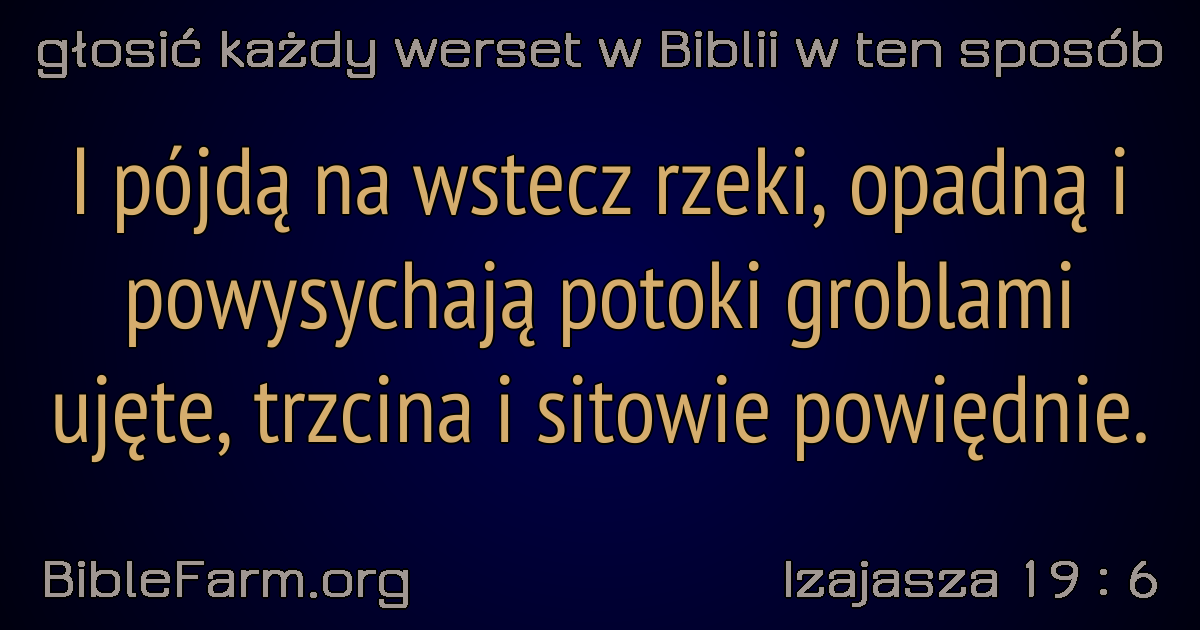 głosić każdy werset w Biblii w ten sposób
I pójdą na wstecz rzeki, opadną i
powysychają potoki groblami
ujęte, trzcina i sitowie powiędnie.
BibleFarm.org
Izajasza 19 : 6